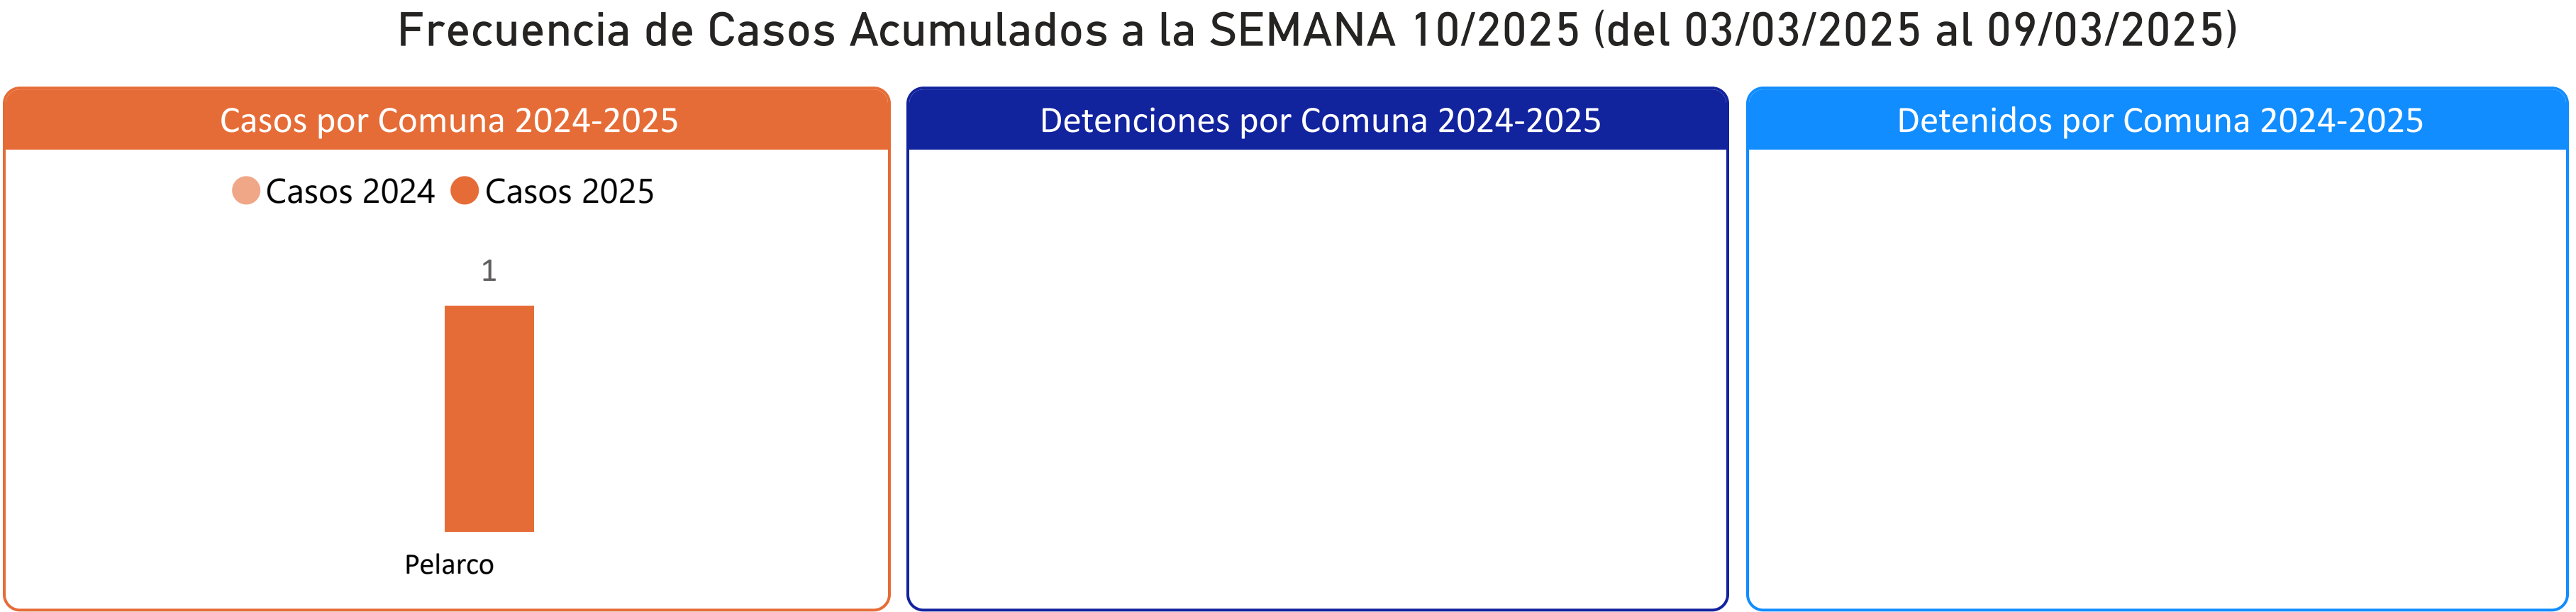 Frecuencia de Casos Acumulados a la SEMANA 10/2025 (del 03/03/2025 al 09/03/2025)
Casos por Comuna 2024-2025
Casos 2024 Casos 2025
1
Pelarco
Detenciones por Comuna 2024-2025
Detenidos por Comuna 2024-2025